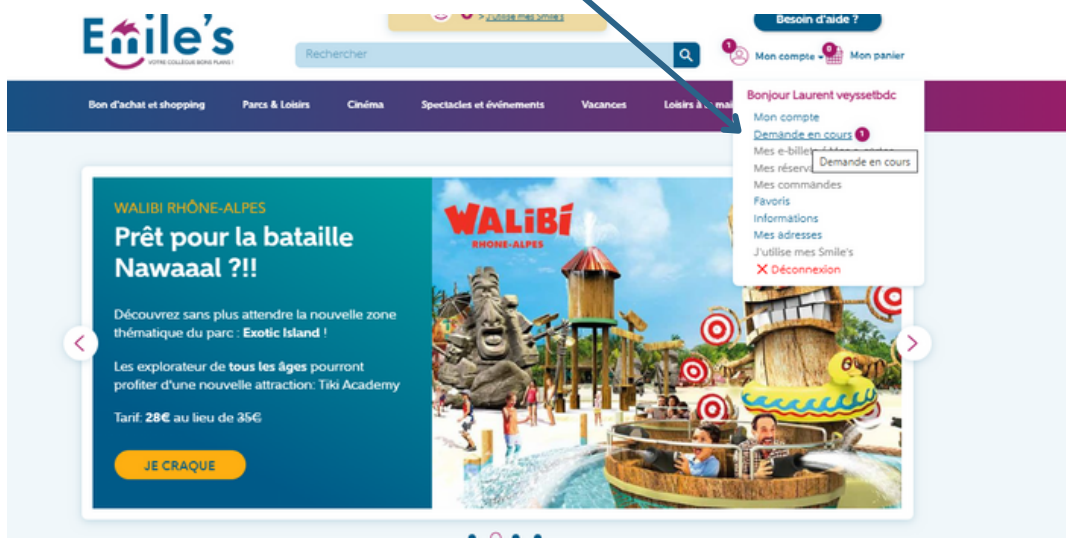 > J'utilise mes Smile's
Besoin d'aide ?
Emile's
VOTRE COLLÈGUE BONS PLANS !
Rechercher
1
Mon compte
0
Mon panier
Bon d'achat et shopping
Parcs & Loisirs
Cinéma
Spectacles et événements
Vacances
Loisirs à
Bonjour Laurent veyssetbdc
Mon compte
Demande en cours 1
Mes e-billets
Demande en cours
Mes réserva
Mes commandes
Favoris
Informations
Mes adresses
J'utilise mes Smile's
X Déconnexion
WALIBI RHÔNE-ALPES
Prêt pour la bataille
Nawaaal ?!!
Découvrez sans plus attendre la nouvelle zone
thématique du parc : Exotic Island !
Les explorateur de tous les âges pourront
profiter d'une nouvelle attraction: Tiki Academy
Tarif: 28€ au lieu de 35€
JE CRAQUE
WALiBi
RHONE-ALPES